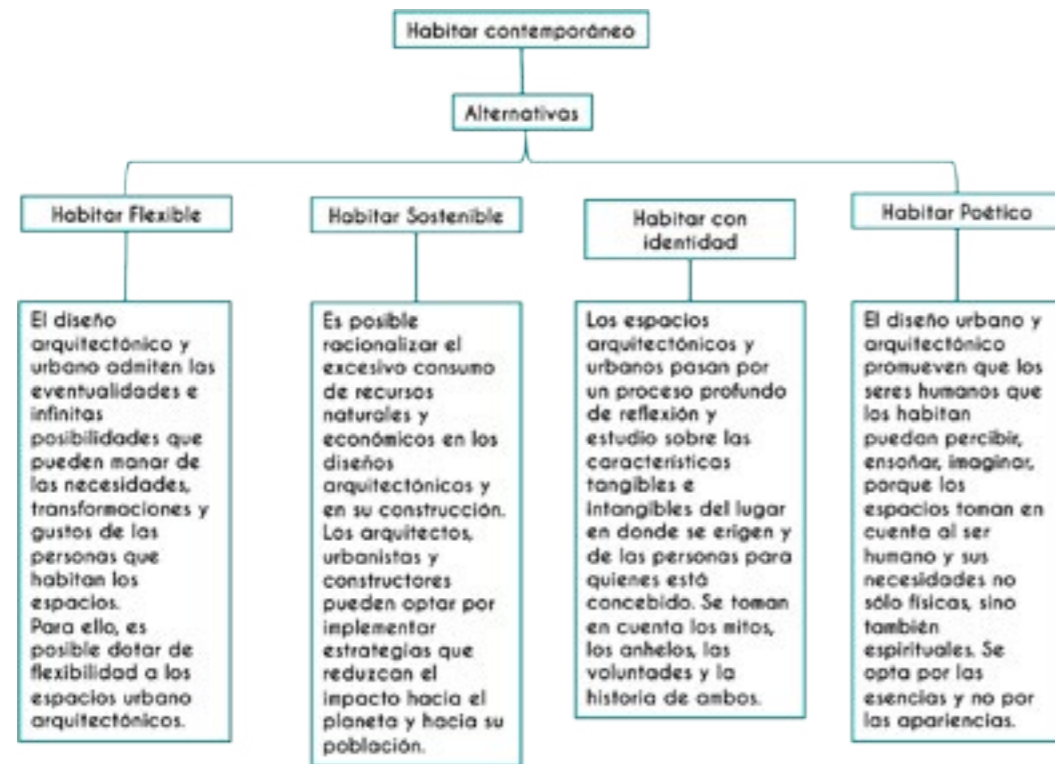 Habitar contemporáneo
Alternativas
Habitar Flexible
El diseño
arquitectónico y
urbano admiten las
eventualidades e
infinitas
posibilidades que
pueden manar de
las necesidades,
transformaciones y
gustos de las
personas que
habitan los
espacios.
Para ello, es
posible dotar de
flexibilidad a los
espacios urbano
arquitectónicos.
Habitar Sostenible
Es posible
racionalizar el
excesivo consumo
de recursos
naturales y
económicos en los
diseños
arquitectónicos y
en su construcción.
Los arquitectos,
urbanistas y
constructores
pueden optar por
implementar
estrategias que
reduzcan el
impacto hacia el
planeta y hacia su
población.
Habitar con
identidad
Los espacios
arquitectónicos y
urbanos pasan por
un proceso profundo
de reflexión y
estudio sobre las
características
tangibles e
intangibles del lugar
en donde se erigen y
de las personas para
quienes está
concebido. Se toman
en cuenta los mitos,
los anhelos, las
voluntades y la
historia de ambos.
Habitar Poético
El diseño urbano y
arquitectónico
promueven que los
seres humanos que
los habitan
puedan percibir,
ensoñar, imaginar,
porque los
espacios toman en
cuenta al ser
humano y sus
necesidades no
sólo físicas, sino
también
espirituales. Se
opta por las
esencias y no por
las apariencias.